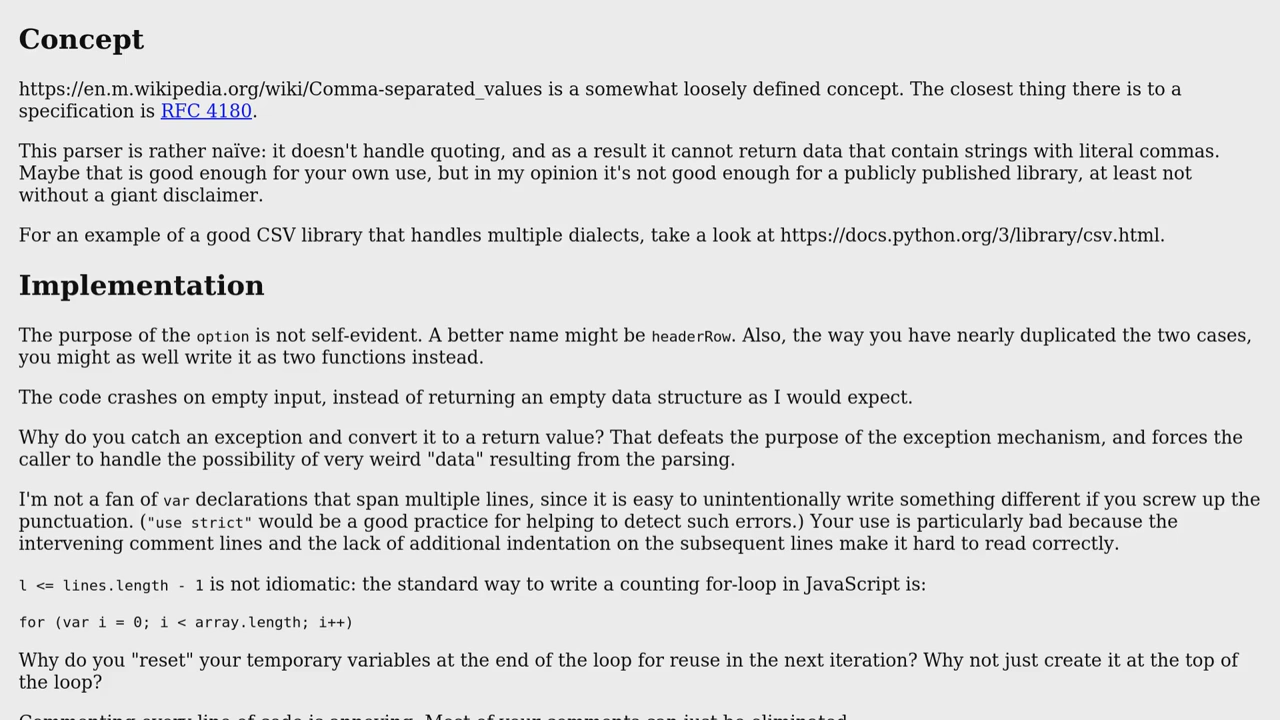 Concept
https://en.m.wikipedia.org/wiki/Comma-separated_values is a somewhat loosely defined concept. The closest thing there is to a
specification is RFC 4180.
This parser is rather naïve: it doesn't handle quoting, and as a result it cannot return data that contain strings with literal commas.
Maybe that is good enough for your own use, but in my opinion it's not good enough for a publicly published library, at least not
without a giant disclaimer.
For an example of a good CSV library that handles multiple dialects, take a look at https://docs.python.org/3/library/csv.html.
Implementation
The purpose of the option is not self-evident. A better name might be headerRow. Also, the way you have nearly duplicated the two cases,
you might as well write it as two functions instead.
The code crashes on empty input, instead of returning an empty data structure as I would expect.
Why do you catch an exception and convert it to a return value? That defeats the purpose of the exception mechanism, and forces the
caller to handle the possibility of very weird "data" resulting from the parsing.
I'm not a fan of var declarations that span multiple lines, since it is easy to unintentionally write something different if you screw up the
punctuation. ("use strict" would be a good practice for helping to detect such errors.) Your use is particularly bad because the
intervening comment lines and the lack of additional indentation on the subsequent lines make it hard to read correctly.
l <= lines.length - 1 is not idiomatic: the standard way to write a counting for-loop in JavaScript is:
for (var i = 0; i < array.length; i++)
Why do you "reset" your temporary variables at the end of the loop for reuse in the next iteration? Why not just create it at the top of
the loop?
Commenting every line of code is annoying. Most of your comments can just be eliminated.